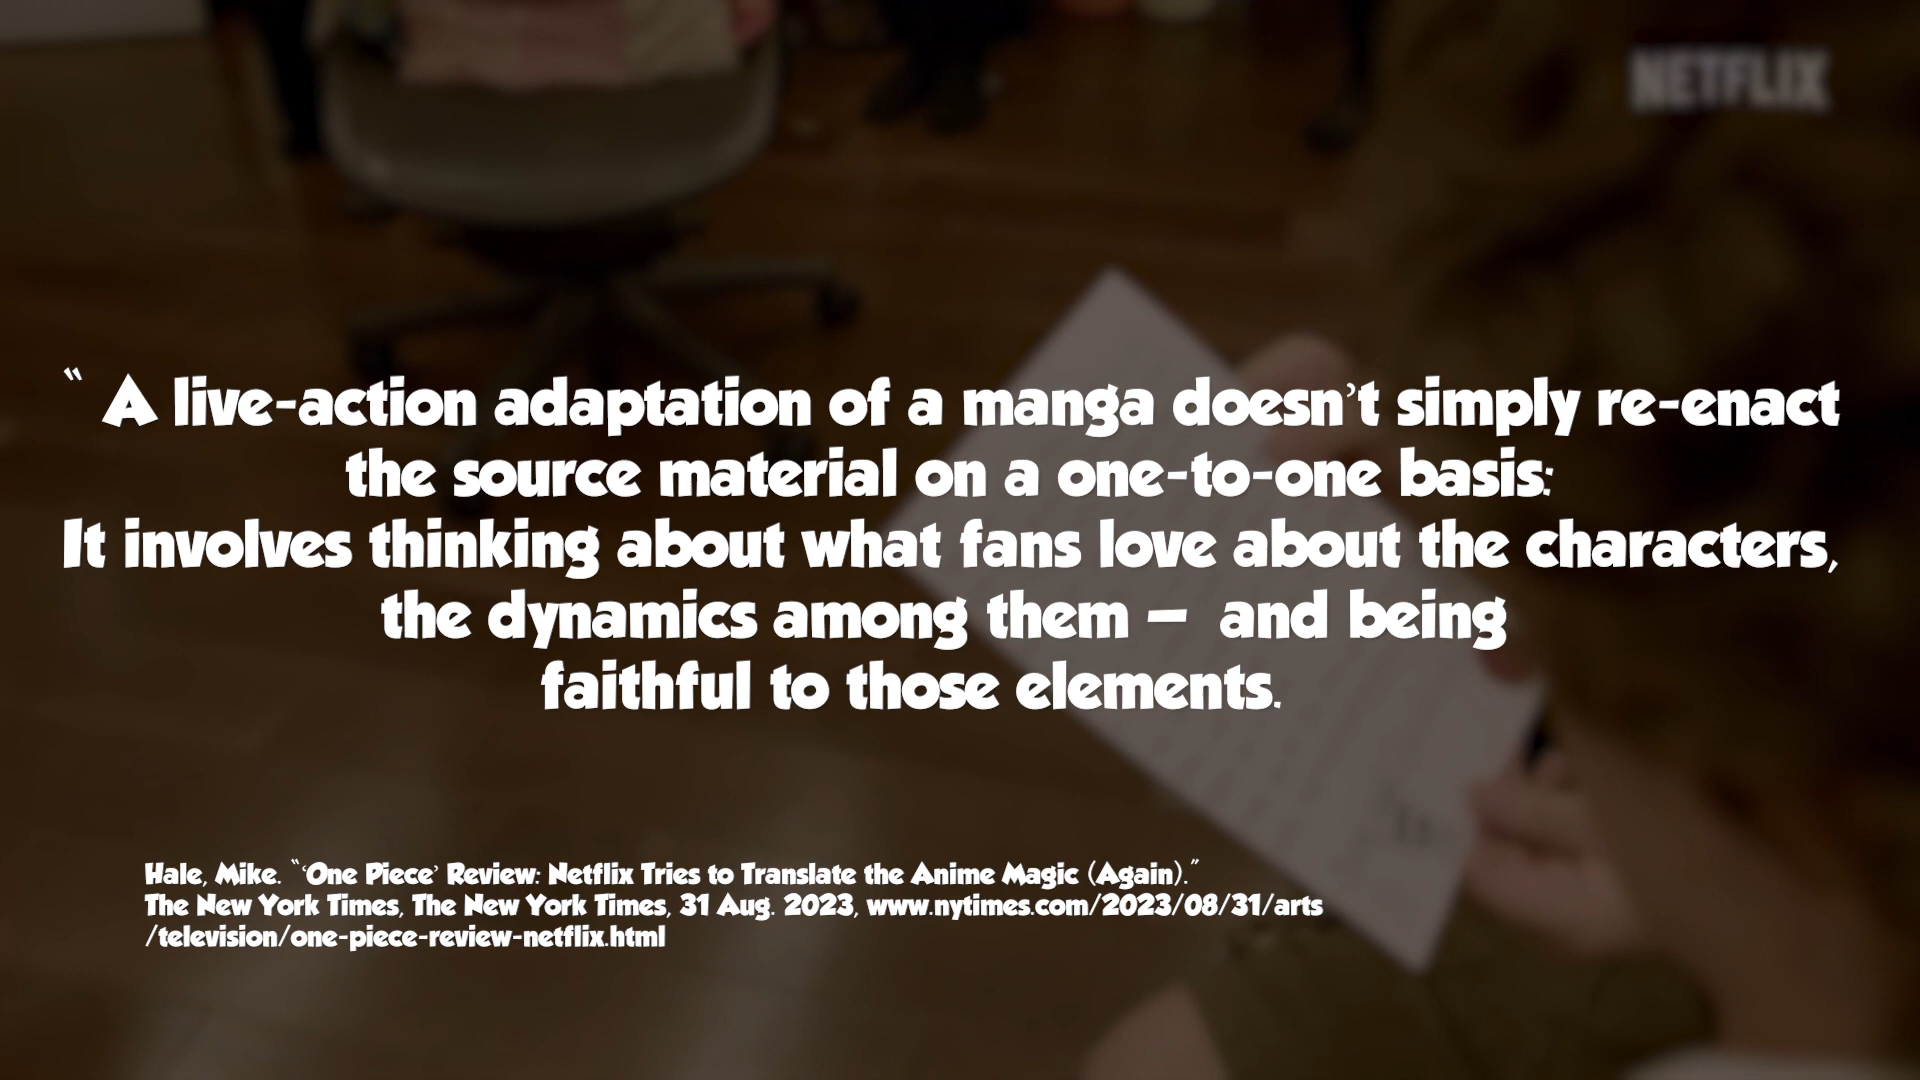 NETFLIX
“ A live-action adaptation of a manga doesn’t simply re-enact
the source material on a one-to-one basis:
It involves thinking about what fans love about the characters,
the dynamics among them — and being
faithful to those elements.
Hale, Mike. “‘One Piece’ Review: Netflix Tries to Translate the Anime Magic (Again).”
The New York Times, The New York Times, 31 Aug. 2023, www.nytimes.com/2023/08/31/arts
/television/one-piece-review-netflix.html